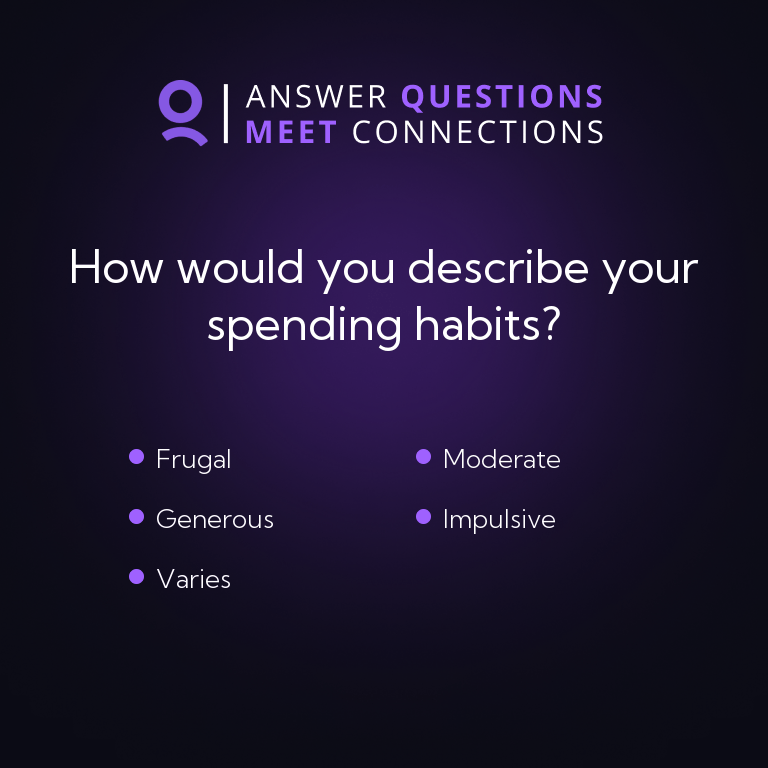 ANSWER QUESTIONS
MEET CONNECTIONS
How would you describe your
spending habits?
Frugal
Moderate
Generous
Impulsive
Varies